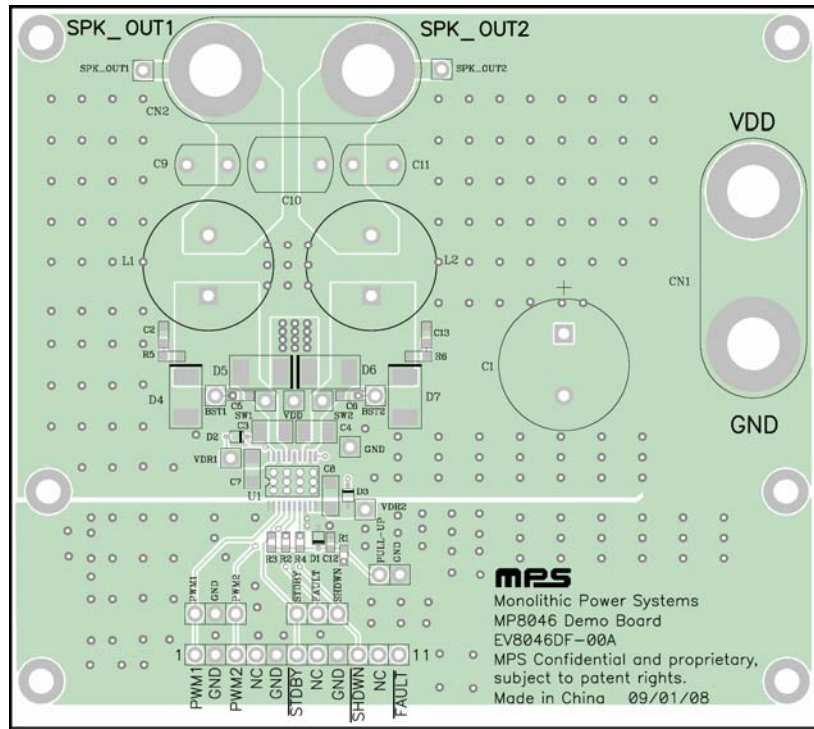 SPK_OUT1
SPK_OUT2
SPK_OUT1
SPK_OUT2
CN2
VDD
C9
C10
C11
L1
L2
CN1
C2
C13
R5
R6
D5
D6
C1
D4
D7
BST1
C5
C6
BST2
SW1
VDD
SW2
GND
D2
C3
C4
GND
VDR1
C7
U1
C8
D3
VDR2
R3
R2
R4
D1
C12
R1
PULL-UP
GND
PWM1
GND
PWM2
STDBY
FAULT
SHDWN
1
11
PWM1
GND
PWM2
NC
GND
STDBY
NC
GND
SHDWN
NC
FAULT
mps
Monolithic Power Systems
MP8046 Demo Board
EV8046DF-00A
MPS Confidential and proprietary,
subject to patent rights.
Made in China 09/01/08